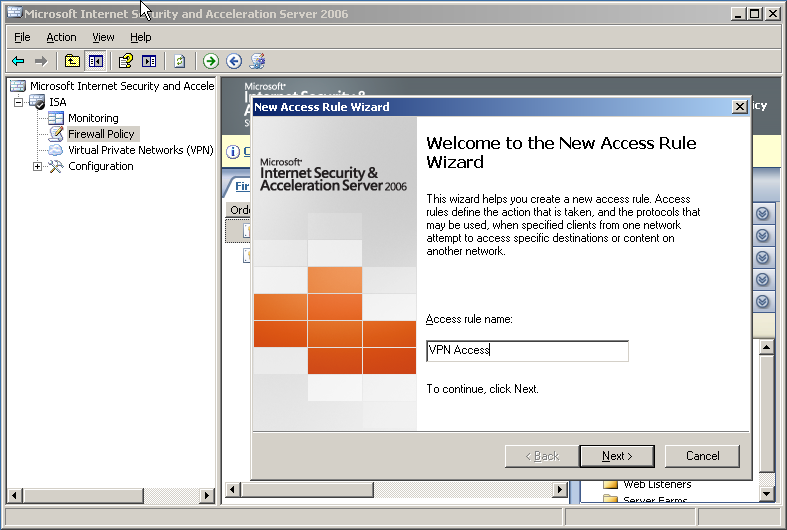 Microsoft Internet Security and Acceleration Server 2006
File Action View Help
Microsoft Internet Security and Accele
ISA
Monitoring
Firewall Policy
Virtual Private Networks (VPN)
Configuration
Microsoft
Internet Security &
cy
Fir
Orde
New Access Rule Wizard
Microsoft
Internet Security &
Acceleration Server 2006
Welcome to the New Access Rule
Wizard
This wizard helps you create a new access rule. Access
rules define the action that is taken, and the protocols that
may be used, when specified clients from one network
attempt to access specific destinations or content on
another network.
Access rule name:
VPN Access
To continue, click Next.
< Back Next > Cancel
Web Listeners
Server Farms